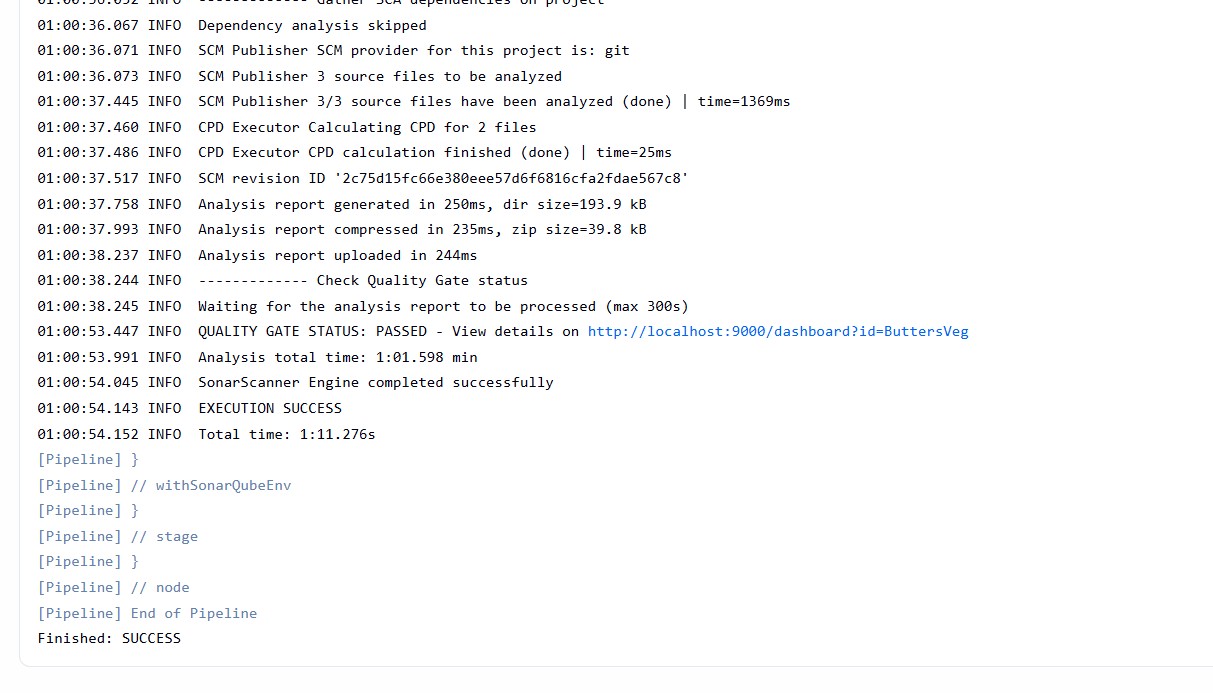 01:00:36.052 INFO  ------------- Gather SCA dependencies on project
01:00:36.067 INFO  Dependency analysis skipped
01:00:36.071 INFO  SCM Publisher SCM provider for this project is: git
01:00:36.073 INFO  SCM Publisher 3 source files to be analyzed
01:00:37.445 INFO  SCM Publisher 3/3 source files have been analyzed (done) | time=1369ms
01:00:37.460 INFO  CPD Executor Calculating CPD for 2 files
01:00:37.486 INFO  CPD Executor CPD calculation finished (done) | time=25ms
01:00:37.517 INFO  SCM revision ID '2c75d15fc66e380eee57d6f6816cfa2fdae567c8'
01:00:37.758 INFO  Analysis report generated in 250ms, dir size=193.9 kB
01:00:37.993 INFO  Analysis report compressed in 235ms, zip size=39.8 kB
01:00:38.237 INFO  Analysis report uploaded in 244ms
01:00:38.244 INFO  ------------- Check Quality Gate status
01:00:38.245 INFO  Waiting for the analysis report to be processed (max 300s)
01:00:53.447 INFO  QUALITY GATE STATUS: PASSED - View details on http://localhost:9000/dashboard?id=ButtersVeg
01:00:53.991 INFO  Analysis total time: 1:01.598 min
01:00:54.045 INFO  SonarScanner Engine completed successfully
01:00:54.143 INFO  EXECUTION SUCCESS
01:00:54.152 INFO  Total time: 1:11.276s
[Pipeline] }
[Pipeline] // withSonarQubeEnv
[Pipeline] }
[Pipeline] // stage
[Pipeline] }
[Pipeline] // node
[Pipeline] End of Pipeline
Finished: SUCCESS